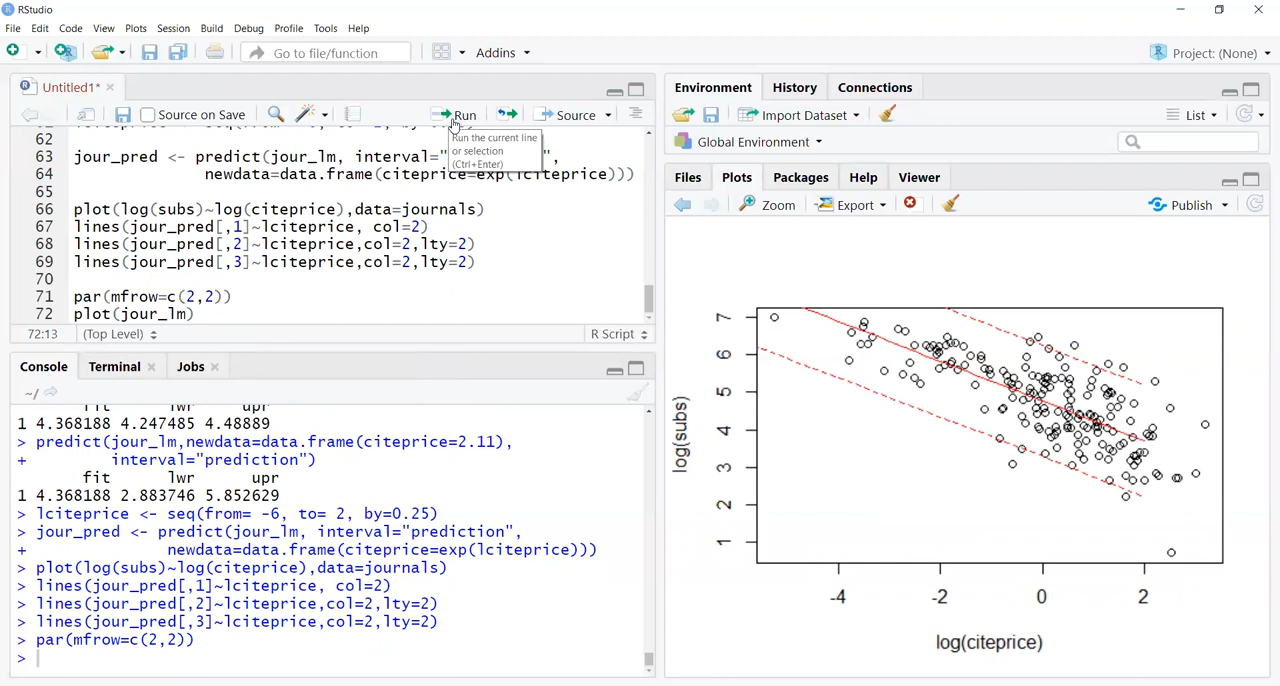 RStudio
File Edit Code View Plots Session Build Debug Profile Tools Help
Go to file/function Addins Project: (None)
Untitled1*
Source on Save Run Source
Run the current line
or selection
(Ctrl+Enter)
62
63 jour_pred <- predict(jour_lm, interval=" ",
64 newdata=data.frame(citeprice=exp(lciteprice)))
65
66 plot(log(subs)~log(citeprice),data=journals)
67 lines(jour_pred[,1]~lciteprice, col=2)
68 lines(jour_pred[,2]~lciteprice,col=2,lty=2)
69 lines(jour_pred[,3]~lciteprice,col=2,lty=2)
70
71 par(mfrow=c(2,2))
72 plot(jour_lm)
72:13 (Top Level) R Script
Console Terminal Jobs
~/
fit lwr upr
1 4.368188 4.247485 4.48889
> predict(jour_lm,newdata=data.frame(citeprice=2.11),
+ interval="prediction")
fit lwr upr
1 4.368188 2.883746 5.852629
> lciteprice <- seq(from= -6, to= 2, by=0.25)
> jour_pred <- predict(jour_lm, interval="prediction",
+ newdata=data.frame(citeprice=exp(lciteprice)))
> plot(log(subs)~log(citeprice),data=journals)
> lines(jour_pred[,1]~lciteprice, col=2)
> lines(jour_pred[,2]~lciteprice,col=2,lty=2)
> lines(jour_pred[,3]~lciteprice,col=2,lty=2)
> par(mfrow=c(2,2))
>
Environment History Connections
Import Dataset List
Global Environment
Files Plots Packages Help Viewer
Zoom Export Publish
7
6
5
4
3
2
1
log(subs)
-4 -2 0 2
log(citeprice)